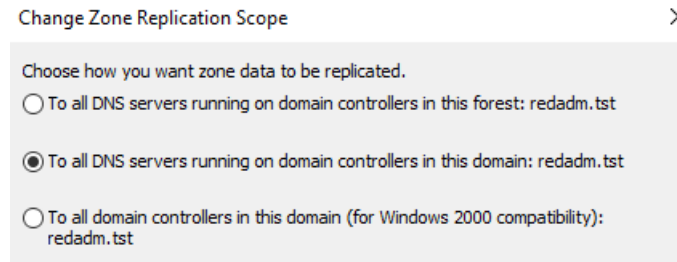 Change Zone Replication Scope
Choose how you want zone data to be replicated.
To all DNS servers running on domain controllers in this forest: redadm.tst
To all DNS servers running on domain controllers in this domain: redadm.tst
To all domain controllers in this domain (for Windows 2000 compatibility):
redadm.tst